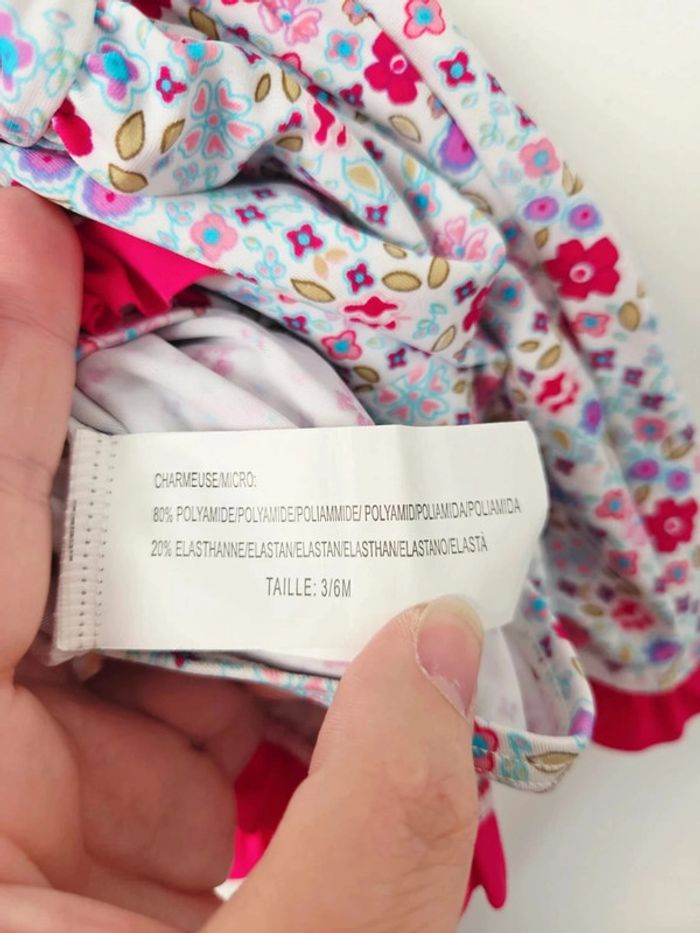 CHARMEUSE/MICRO:
80% POLYAMIDE/POLYAMIDE/POLIAMMIDE/ POLYAMID/POLIAMIDA/POLIAMIDA
20% ELASTHANNE/ELASTAN/ELASTAN/ELASTHAN/ELASTANO/ELASTÀ
TAILLE: 3/6M